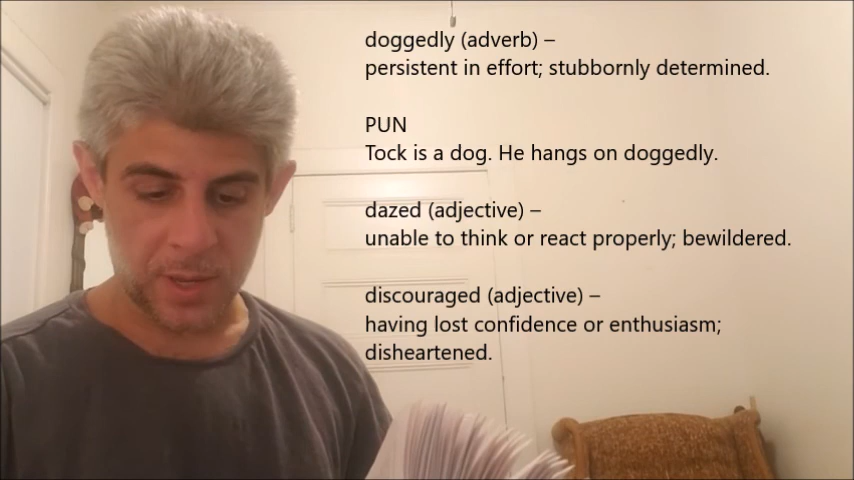 doggedly (adverb) –
persistent in effort; stubbornly determined.
PUN
Tock is a dog. He hangs on doggedly.
dazed (adjective) –
unable to think or react properly; bewildered.
discouraged (adjective) –
having lost confidence or enthusiasm;
disheartened.